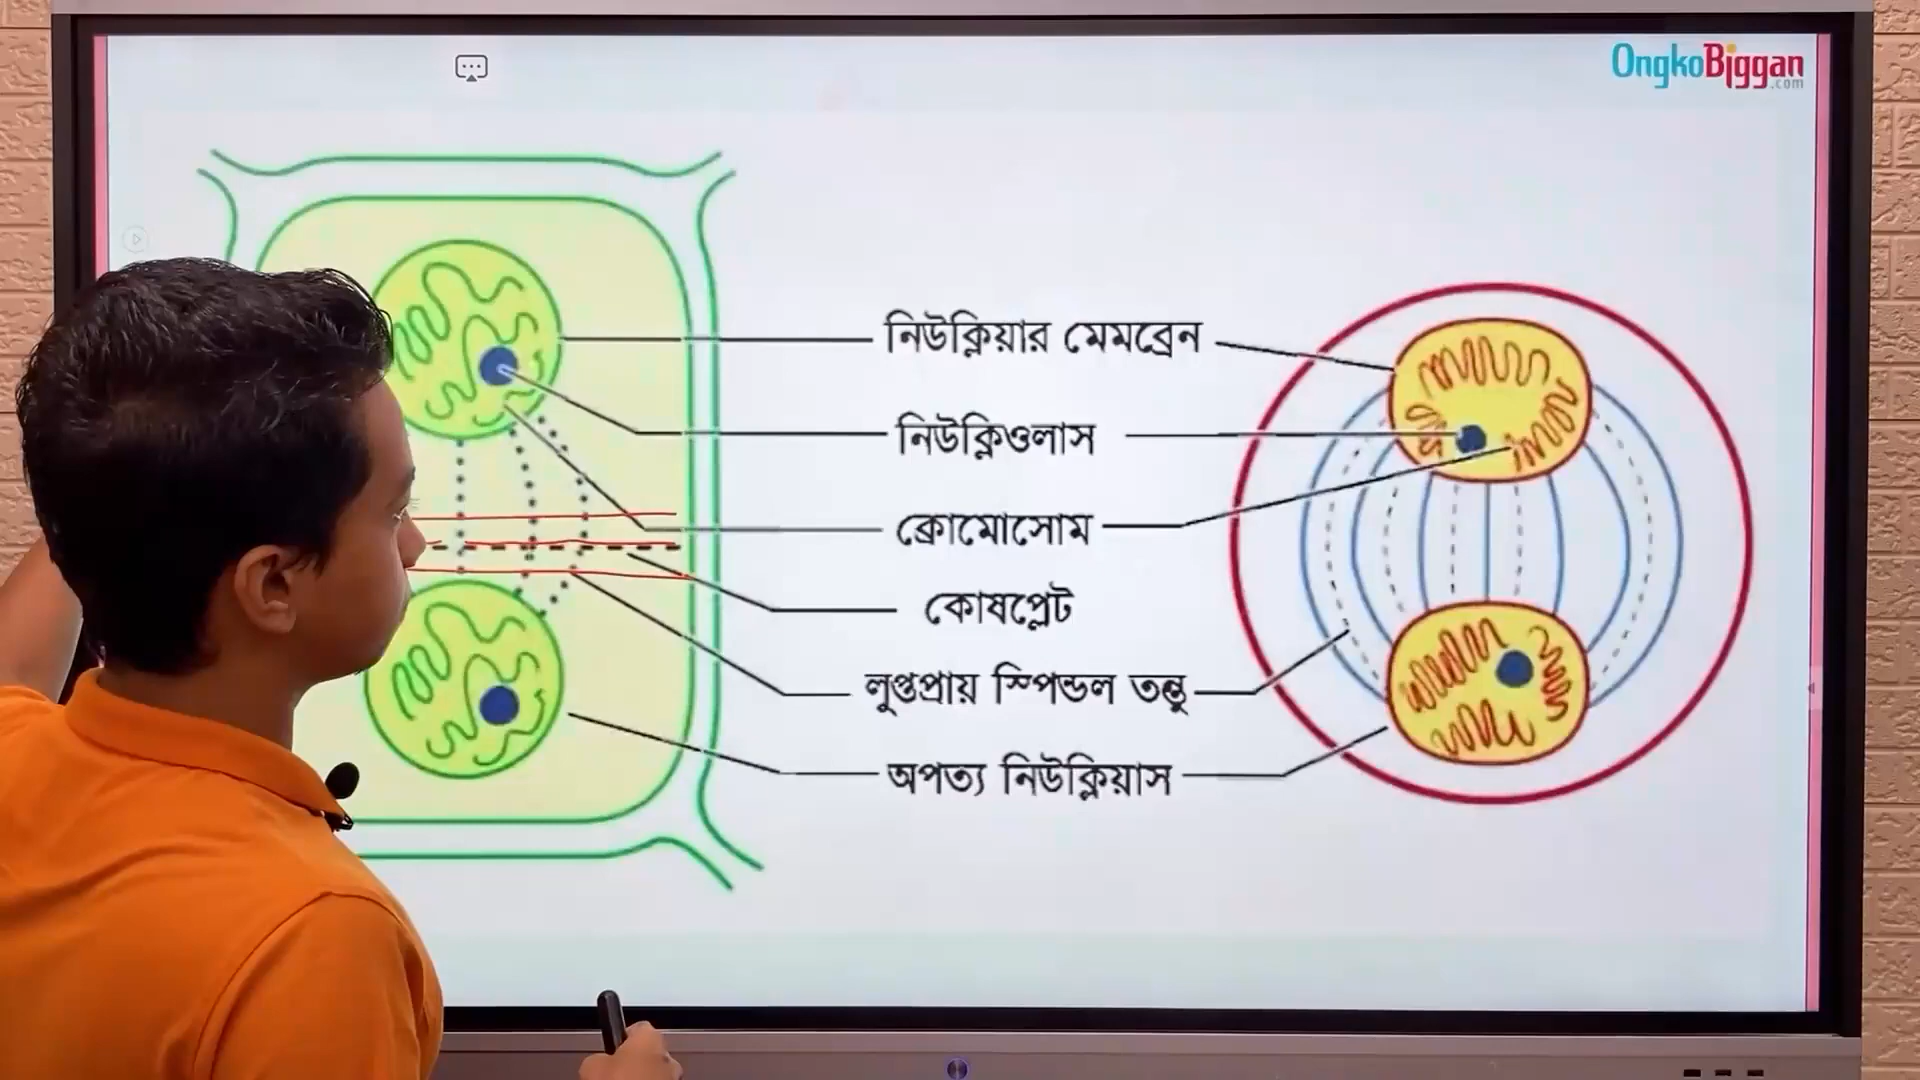 OngkoBiggan
.com
নিউক্লিয়ার মেমব্রেন
নিউক্লিওলাস
ক্রোমোসোম
কোষপ্লেট
লুপ্তপ্রায় স্পিন্ডল তন্তু
অপত্য নিউক্লিয়াস